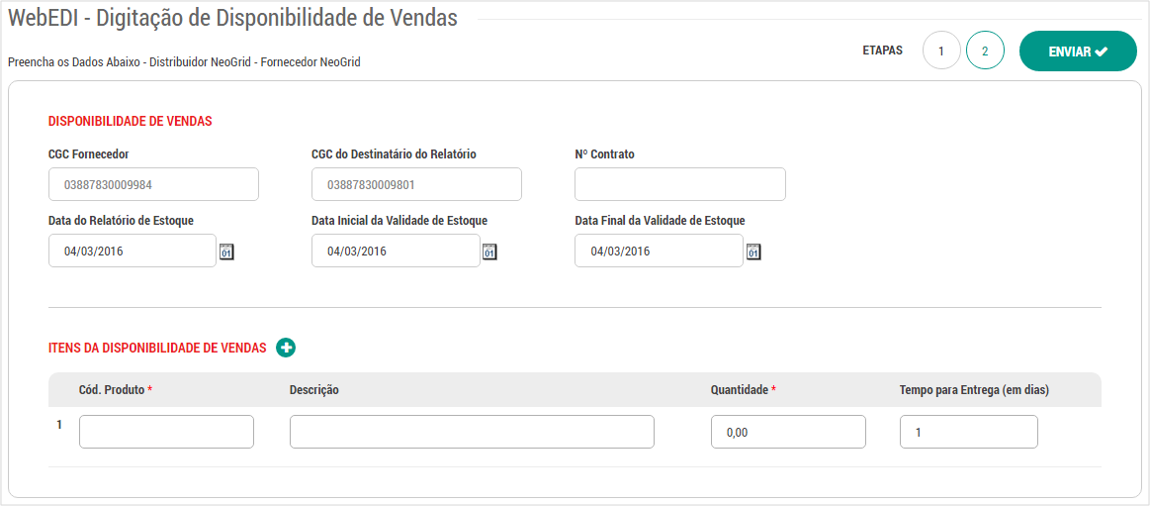 WebEDI - Digitação de Disponibilidade de Vendas
ETAPAS 1 2 ENVIAR
Preencha os Dados Abaixo - Distribuidor NeoGrid - Fornecedor NeoGrid
DISPONIBILIDADE DE VENDAS
CGC Fornecedor CGC do Destinatário do Relatório Nº Contrato
03887830009984 03887830009801
Data do Relatório de Estoque Data Inicial da Validade de Estoque Data Final da Validade de Estoque
04/03/2016 01 04/03/2016 01 04/03/2016 01
ITENS DA DISPONIBILIDADE DE VENDAS
Cód. Produto * Descrição Quantidade * Tempo para Entrega (em dias)
1 0,00 1